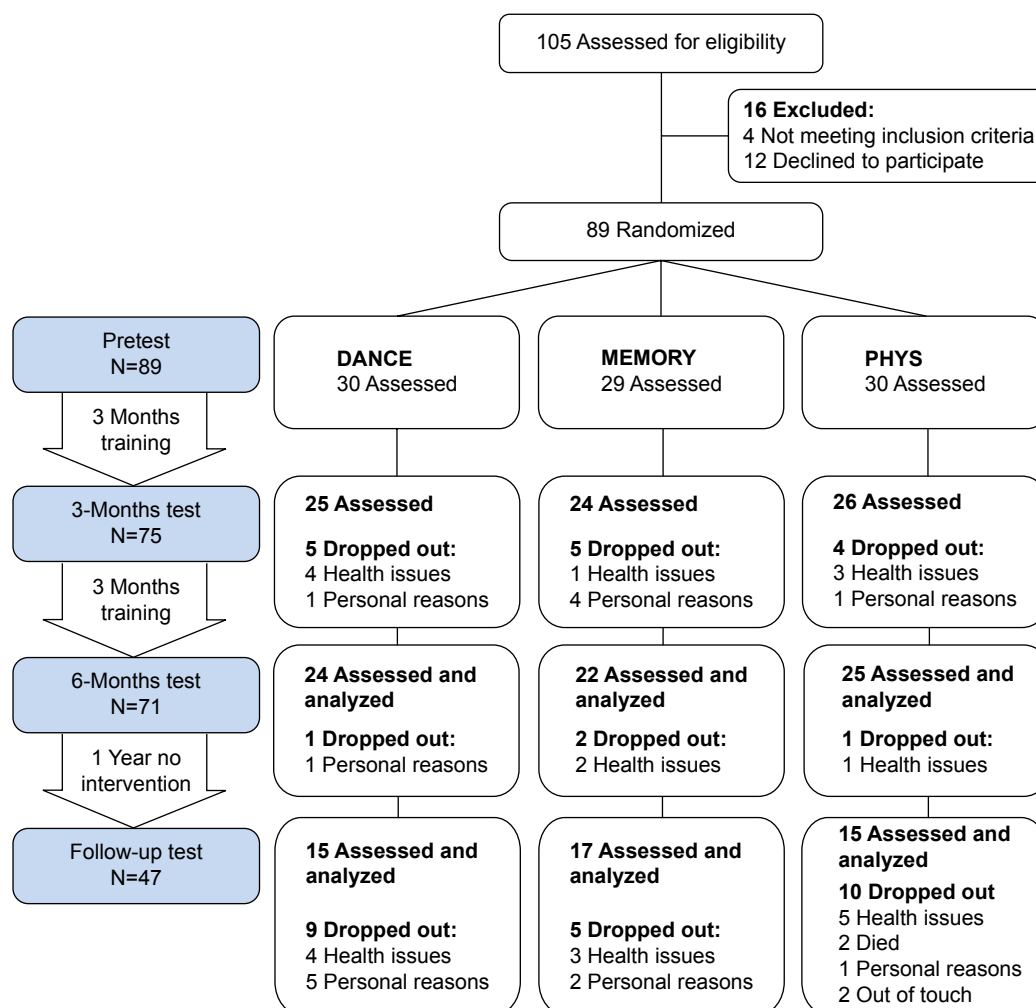 105 Assessed for eligibility
16 Excluded:
4 Not meeting inclusion criteria
12 Declined to participate
89 Randomized
Pretest
N=89
DANCE
30 Assessed
MEMORY
29 Assessed
PHYS
30 Assessed
3 Months
training
3-Months test
N=75
25 Assessed
5 Dropped out:
4 Health issues
1 Personal reasons
24 Assessed
5 Dropped out:
1 Health issues
4 Personal reasons
26 Assessed
4 Dropped out:
3 Health issues
1 Personal reasons
3 Months
training
6-Months test
N=71
24 Assessed and
analyzed
1 Dropped out:
1 Personal reasons
22 Assessed and
analyzed
2 Dropped out:
2 Health issues
25 Assessed and
analyzed
1 Dropped out:
1 Health issues
1 Year no
intervention
Follow-up test
N=47
15 Assessed and
analyzed
9 Dropped out:
4 Health issues
5 Personal reasons
17 Assessed and
analyzed
5 Dropped out:
3 Health issues
2 Personal reasons
15 Assessed and
analyzed
10 Dropped out
5 Health issues
2 Died
1 Personal reasons
2 Out of touch